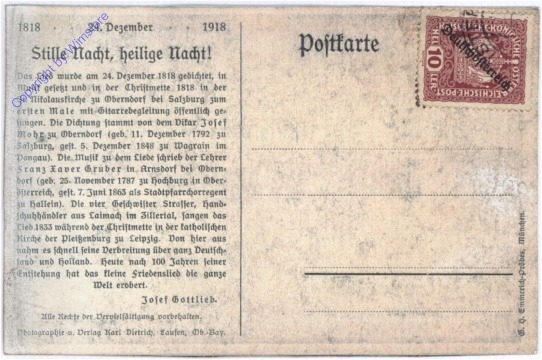 1818 · · 24. Dezember · · 1918
Stille Nacht, heilige Nacht!
Das Lied wurde am 24. Dezember 1818 gedichtet, in
Musik gesetzt und in der Christmette 1818 in der
St. Nikolauskirche zu Oberndorf bei Salzburg zum
ersten Male mit Gitarrebegleitung öffentlich ge-
sungen. Die Dichtung stammt von dem Vikar Josef
Mohr zu Oberndorf (geb. 11. Dezember 1792 zu
Salzburg, gest. 5. Dezember 1848 zu Wagrain im
Pongau). Die Musik zu dem Liede schrieb der Lehrer
Franz Xaver Gruber in Arnsdorf bei Obern-
dorf (geb. 25. November 1787 zu Hochburg in Ober-
österreich, gest. 7. Juni 1863 als Stadtpfarrchorregent
zu Hallein). Die vier Geschwister Strasser, Hand-
schuhhändler aus Laimach im Zillertal, sangen das
Lied 1833 während der Christmette in der katholischen
Kirche der Pleißenburg zu Leipzig. Von hier aus
nahm es schnell seine Verbreitung über ganz Deutsch-
land und Holland. Heute nach 100 Jahren seiner
Entstehung hat das kleine Friedenslied die ganze
Welt erobert.
Josef Gottlieb.
Alle Rechte der Vervielfältigung vorbehalten.
Photographie u. Verlag Karl Dietrich, Laufen, Ob.-Bay.
Copyright by Wimstore
Postkarte
10
HELLER
Deutschösterreich